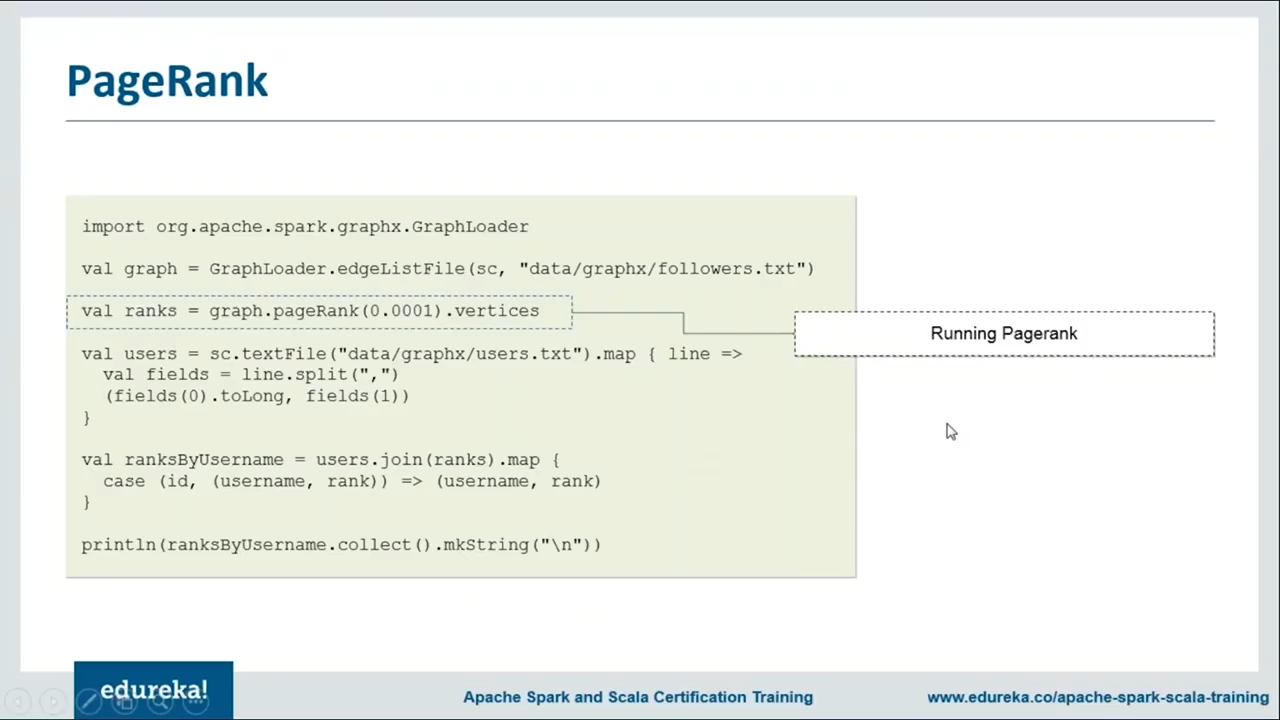 PageRank
import org.apache.spark.graphx.GraphLoader
val graph = GraphLoader.edgeListFile(sc, "data/graphx/followers.txt")
val ranks = graph.pageRank(0.0001).vertices
Running Pagerank
val users = sc.textFile("data/graphx/users.txt").map { line =>
val fields = line.split(",")
(fields(0).toLong, fields(1))
}
val ranksByUsername = users.join(ranks).map {
case (id, (username, rank)) => (username, rank)
}
println(ranksByUsername.collect().mkString("\n"))
edureka!
Apache Spark and Scala Certification Training
www.edureka.co/apache-spark-scala-training